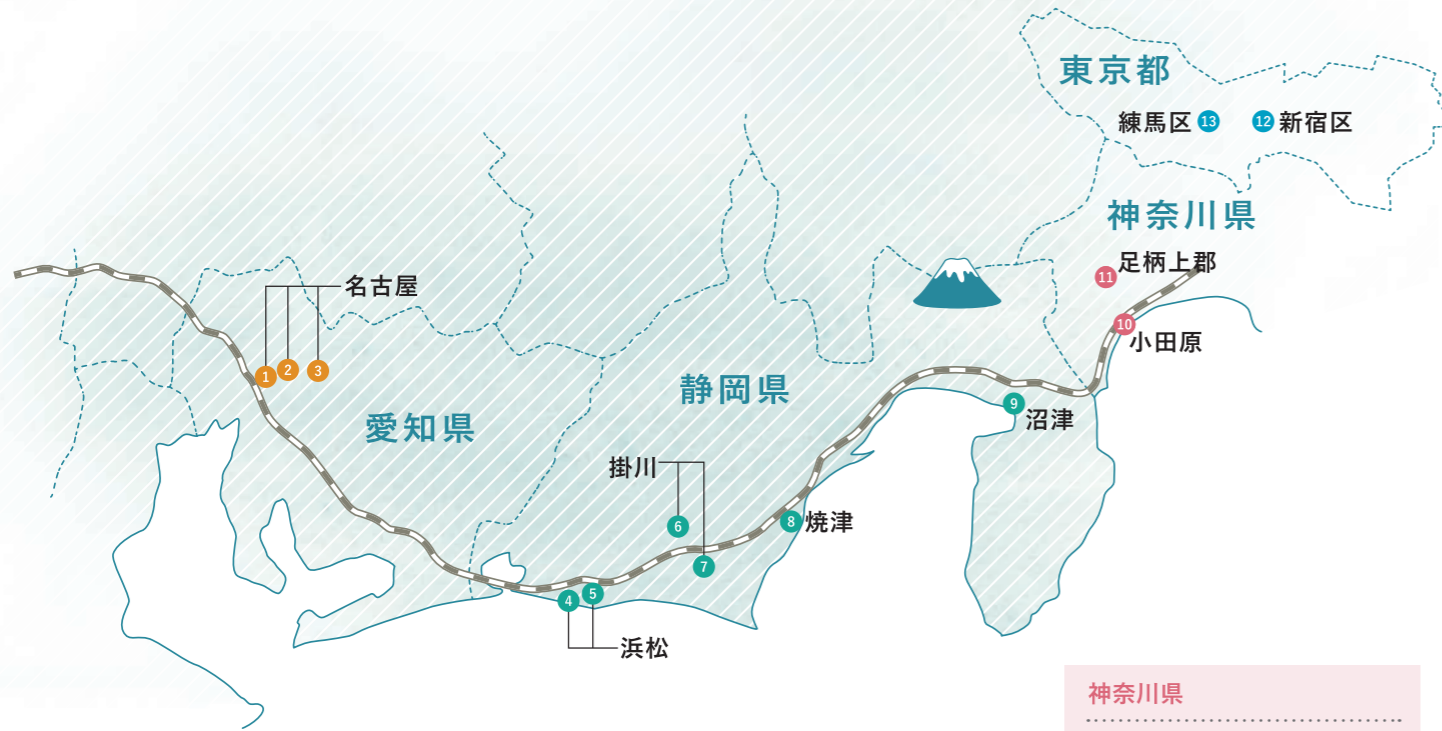 東京都
練馬区 13
12 新宿区
神奈川県
足柄上郡
11
名古屋
10
小田原
1 2 3
静岡県
愛知県
9
沼津
掛川
6
8 焼津
7
4 5
浜松
神奈川県